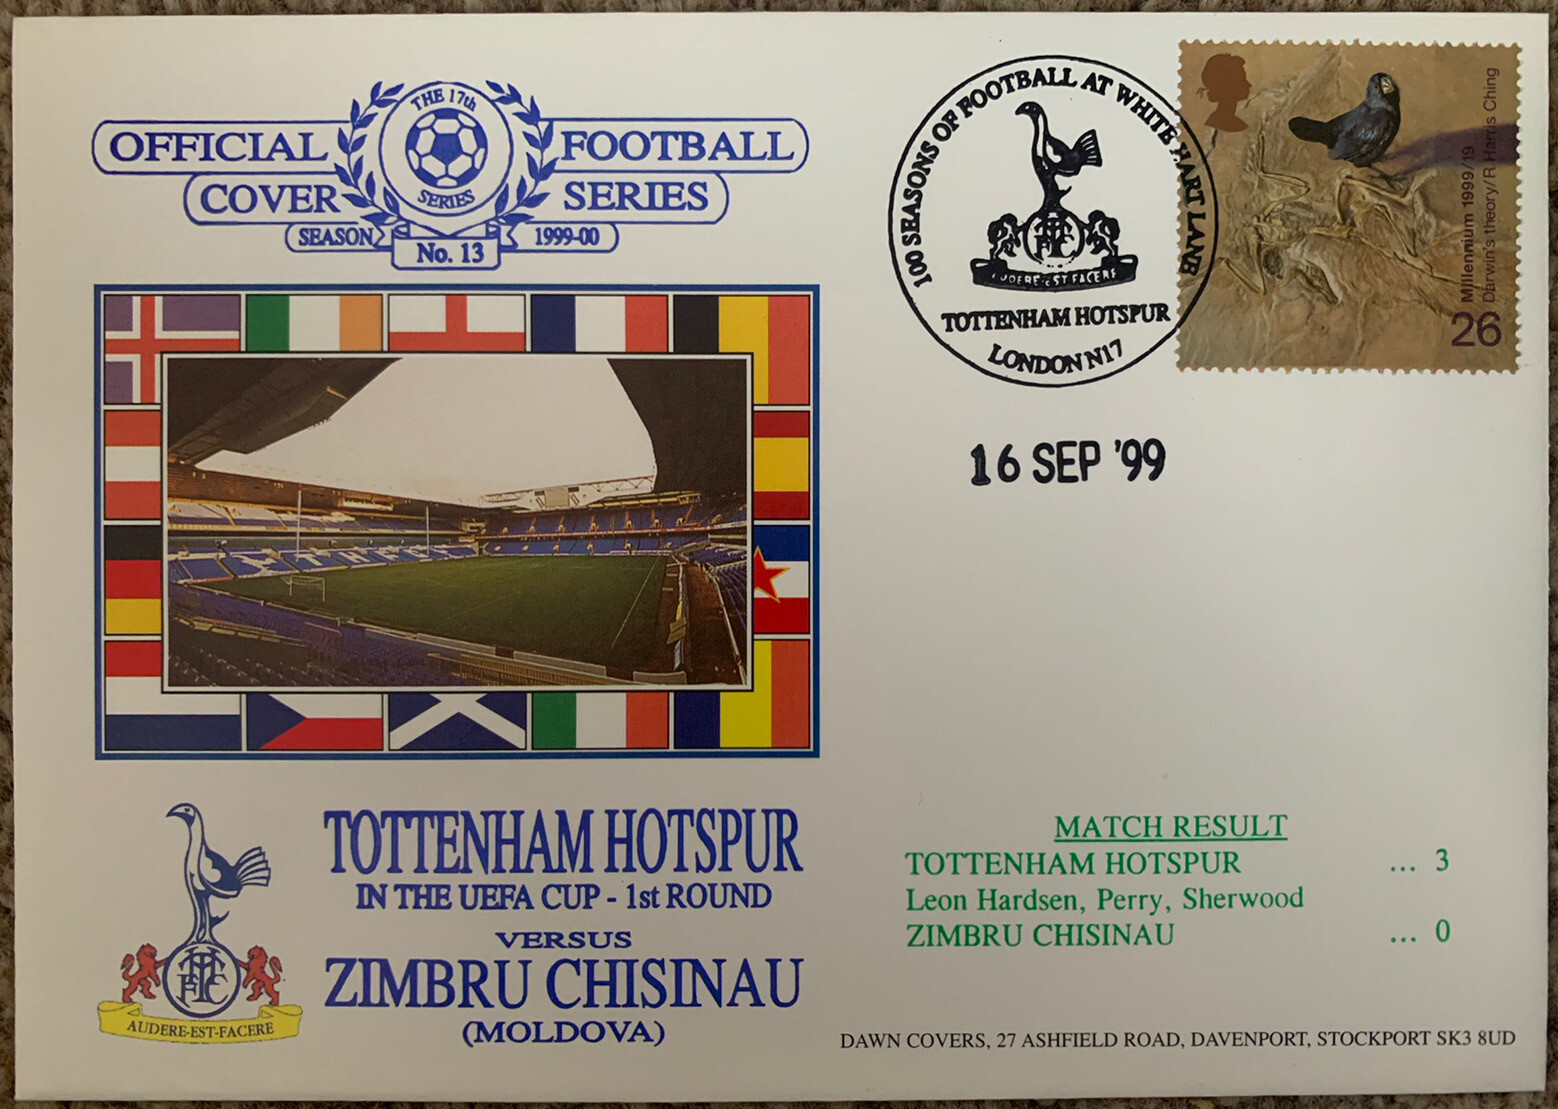 THE 17th
SERIES
OFFICIAL FOOTBALL
COVER SERIES
SEASON 1999-00
No. 13
100 SEASONS OF FOOTBALL AT WHITE HART LANE
AUDERE-EST-FACERE
TOTTENHAM HOTSPUR
LONDON N17
Millennium 1999/19
Darwin's theory/R Harris Ching
26
16 SEP '99
TOTTENHAM HOTSPUR
IN THE UEFA CUP - 1st ROUND
VERSUS
ZIMBRU CHISINAU
(MOLDOVA)
THFC
AUDERE-EST-FACERE
MATCH RESULT
TOTTENHAM HOTSPUR ... 3
Leon Hardsen, Perry, Sherwood
ZIMBRU CHISINAU ... 0
DAWN COVERS, 27 ASHFIELD ROAD, DAVENPORT, STOCKPORT SK3 8UD